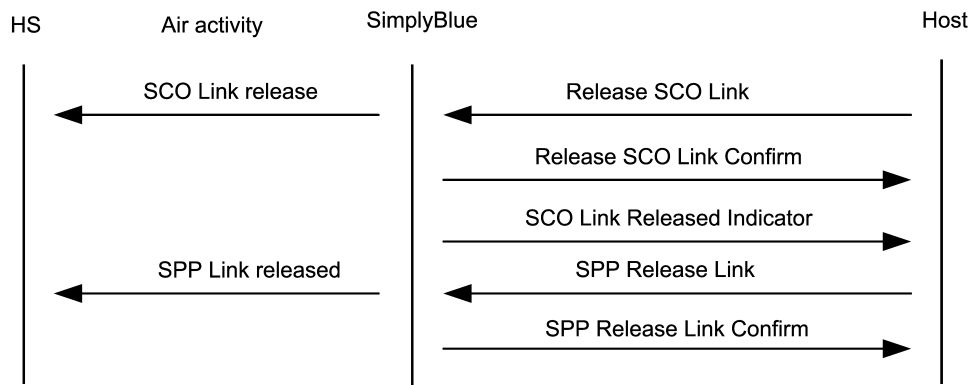 HS
Air activity
SimplyBlue
Host
SCO Link release
Release SCO Link
Release SCO Link Confirm
SCO Link Released Indicator
SPP Link released
SPP Release Link
SPP Release Link Confirm